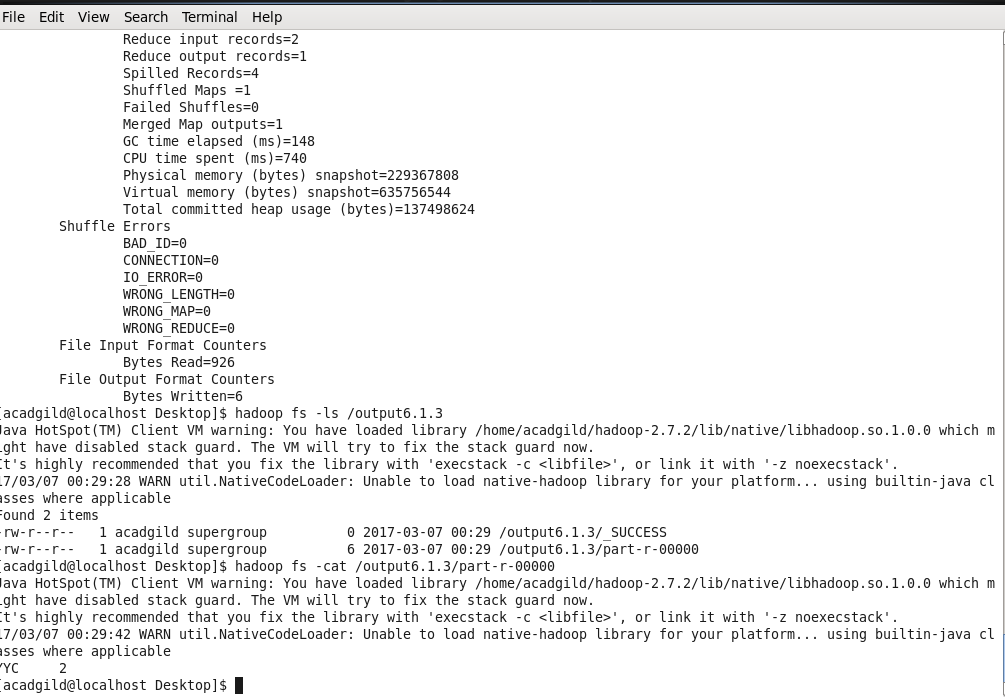 File Edit View Search Terminal Help
Reduce input records=2
Reduce output records=1
Spilled Records=4
Shuffled Maps =1
Failed Shuffles=0
Merged Map outputs=1
GC time elapsed (ms)=148
CPU time spent (ms)=740
Physical memory (bytes) snapshot=229367808
Virtual memory (bytes) snapshot=635756544
Total committed heap usage (bytes)=137498624
Shuffle Errors
BAD_ID=0
CONNECTION=0
IO_ERROR=0
WRONG_LENGTH=0
WRONG_MAP=0
WRONG_REDUCE=0
File Input Format Counters
Bytes Read=926
File Output Format Counters
Bytes Written=6
[acadgild@localhost Desktop]$ hadoop fs -ls /output6.1.3
Java HotSpot(TM) Client VM warning: You have loaded library /home/acadgild/hadoop-2.7.2/lib/native/libhadoop.so.1.0.0 which m
ight have disabled stack guard. The VM will try to fix the stack guard now.
It's highly recommended that you fix the library with 'execstack -c <libfile>', or link it with '-z noexecstack'.
17/03/07 00:29:28 WARN util.NativeCodeLoader: Unable to load native-hadoop library for your platform... using builtin-java cl
asses where applicable
Found 2 items
-rw-r--r--   1 acadgild supergroup          0 2017-03-07 00:29 /output6.1.3/_SUCCESS
-rw-r--r--   1 acadgild supergroup          6 2017-03-07 00:29 /output6.1.3/part-r-00000
[acadgild@localhost Desktop]$ hadoop fs -cat /output6.1.3/part-r-00000
Java HotSpot(TM) Client VM warning: You have loaded library /home/acadgild/hadoop-2.7.2/lib/native/libhadoop.so.1.0.0 which m
ight have disabled stack guard. The VM will try to fix the stack guard now.
It's highly recommended that you fix the library with 'execstack -c <libfile>', or link it with '-z noexecstack'.
17/03/07 00:29:42 WARN util.NativeCodeLoader: Unable to load native-hadoop library for your platform... using builtin-java cl
asses where applicable
YYC     2
[acadgild@localhost Desktop]$